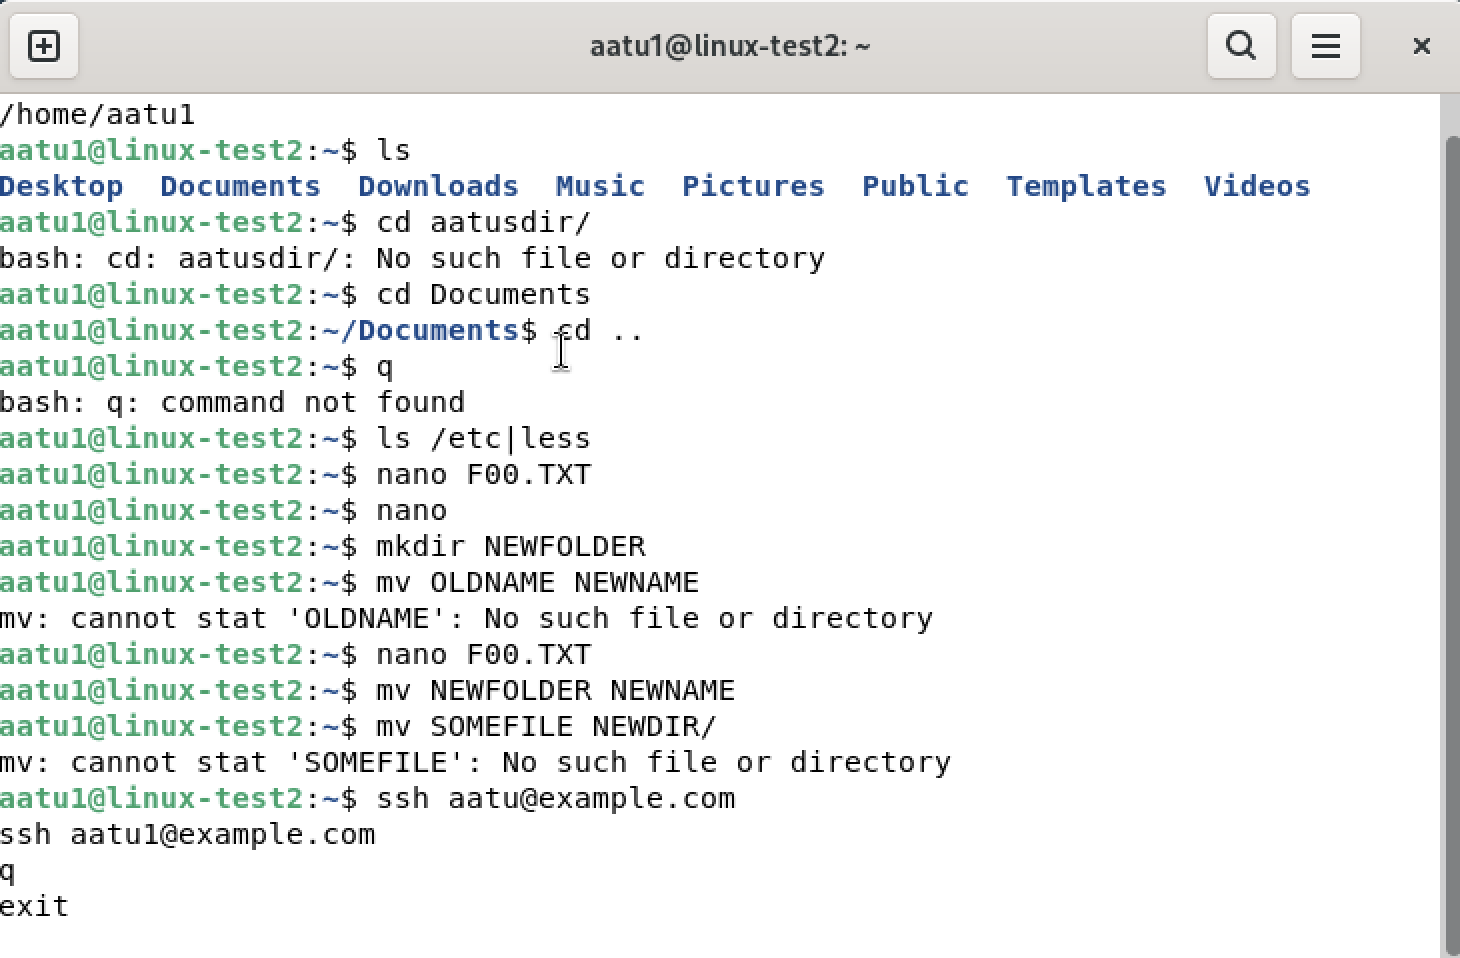 aatu1@linux-test2: ~
/home/aatu1
aatu1@linux-test2:~$ ls
Desktop  Documents  Downloads  Music  Pictures  Public  Templates  Videos
aatu1@linux-test2:~$ cd aatusdir/
bash: cd: aatusdir/: No such file or directory
aatu1@linux-test2:~$ cd Documents
aatu1@linux-test2:~/Documents$ cd ..
aatu1@linux-test2:~$ q
bash: q: command not found
aatu1@linux-test2:~$ ls /etc|less
aatu1@linux-test2:~$ nano F00.TXT
aatu1@linux-test2:~$ nano
aatu1@linux-test2:~$ mkdir NEWFOLDER
aatu1@linux-test2:~$ mv OLDNAME NEWNAME
mv: cannot stat 'OLDNAME': No such file or directory
aatu1@linux-test2:~$ nano F00.TXT
aatu1@linux-test2:~$ mv NEWFOLDER NEWNAME
aatu1@linux-test2:~$ mv SOMEFILE NEWDIR/
mv: cannot stat 'SOMEFILE': No such file or directory
aatu1@linux-test2:~$ ssh aatu@example.com
ssh aatu1@example.com
q
exit